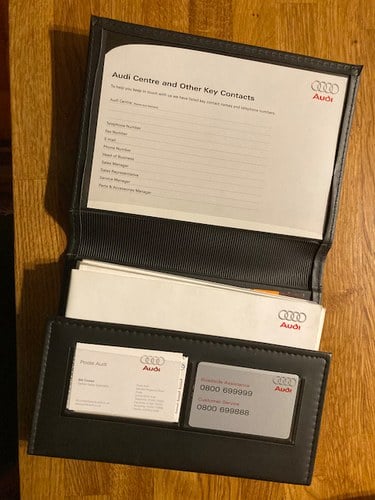 Audi Centre and Other Key Contacts
To help you keep in touch with us we have listed key contact names and telephone numbers.
Audi
Audi Centre
Telephone Number
Fax Number
E-mail
Phone Number
Head of Business
Sales Manager
Sales Representative
Service Manager
Parts & Accessories Manager
Audi
Poole Audi
Audi
Audi
Roadside Assistance
0800 699999
Customer Service
0800 699888